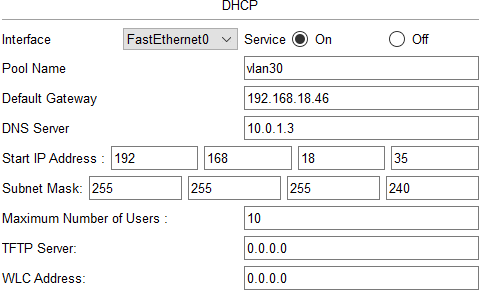 DHCP
Interface FastEthernet0 Service On Off
Pool Name vlan30
Default Gateway 192.168.18.46
DNS Server 10.0.1.3
Start IP Address : 192 168 18 35
Subnet Mask: 255 255 255 240
Maximum Number of Users : 10
TFTP Server: 0.0.0.0
WLC Address: 0.0.0.0